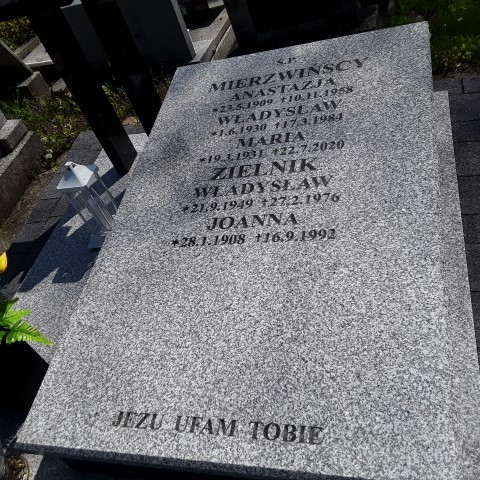 Ś.P.
MIERZWIŃSCY
ANASTAZJA
*23.5.1909 †10.11.1958
WŁADYSŁAW
*1.6.1930 †17.3.1984
MARIA
*19.3.1931 †22.7.2020
ZIELNIK
WŁADYSŁAW
*21.9.1949 †27.2.1976
JOANNA
*28.1.1908 †16.9.1992
JEZU UFAM TOBIE